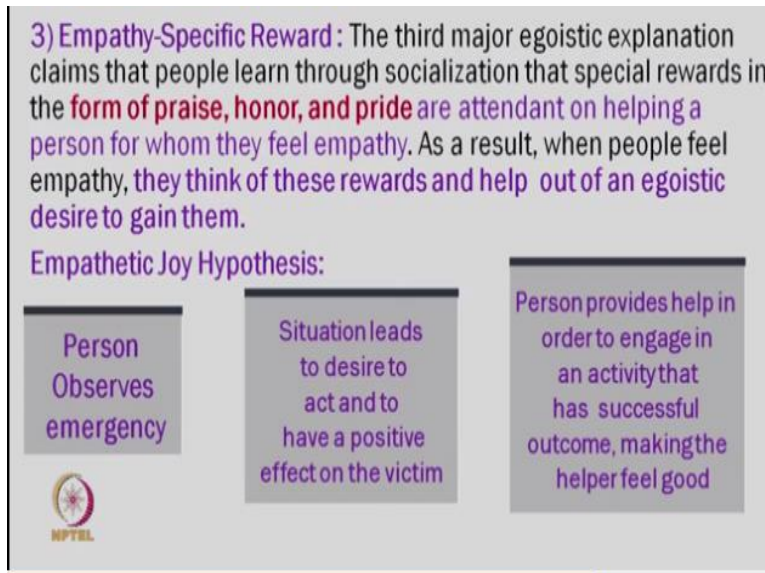 3) Empathy-Specific Reward : The third major egoistic explanation
claims that people learn through socialization that special rewards in
the form of praise, honor, and pride are attendant on helping a
person for whom they feel empathy. As a result, when people feel
empathy, they think of these rewards and help out of an egoistic
desire to gain them.
Empathetic Joy Hypothesis:
Person
Observes
emergency
Situation leads
to desire to
act and to
have a positive
effect on the victim
Person provides help in
order to engage in
an activity that
has successful
outcome, making the
helper feel good
NPTEL